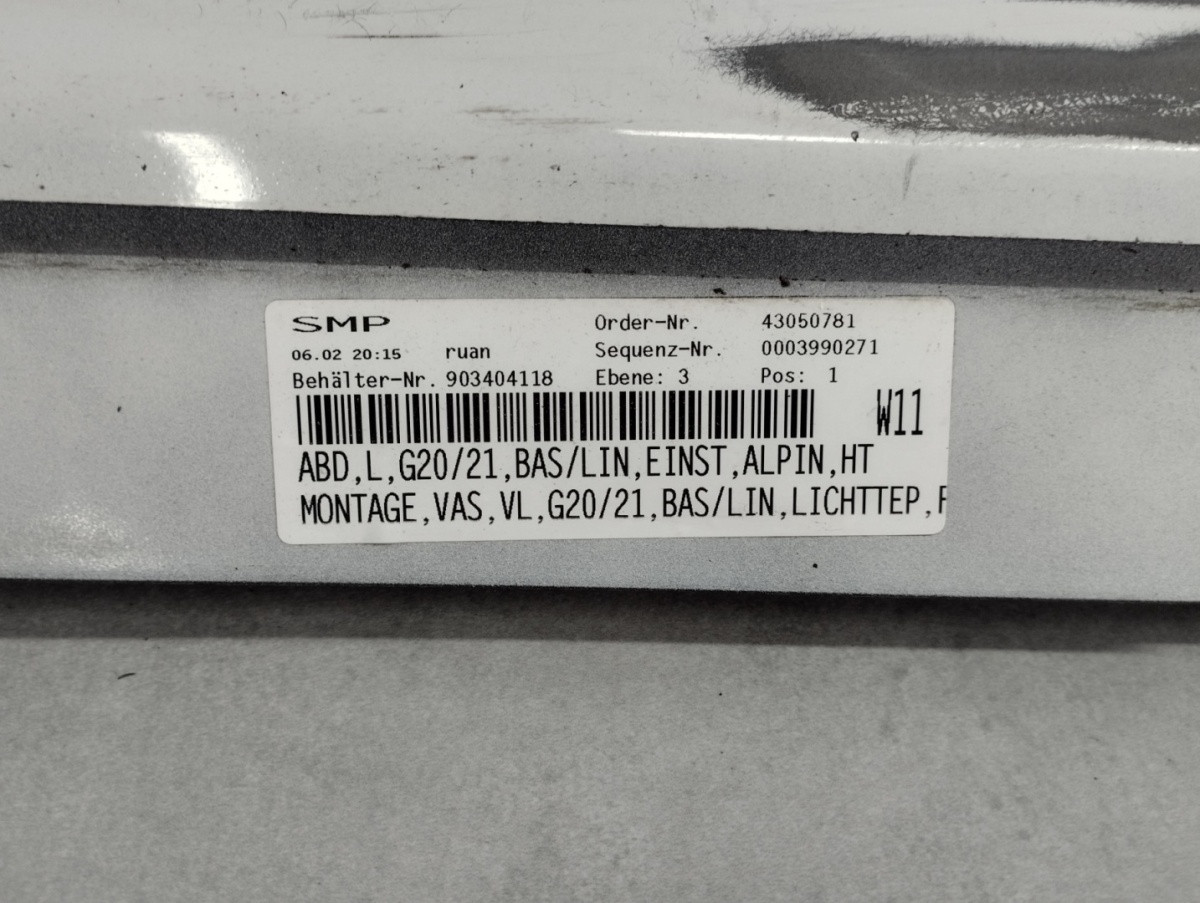 SMP Order-Nr. 43050781
06.02 20:15 ruan Sequenz-Nr. 0003990271
Behälter-Nr. 903404118 Ebene: 3 Pos: 1
W11
ABD,L,G20/21,BAS/LIN,EINST,ALPIN,HT
MONTAGE,VAS,VL,G20/21,BAS/LIN,LICHTTEP,